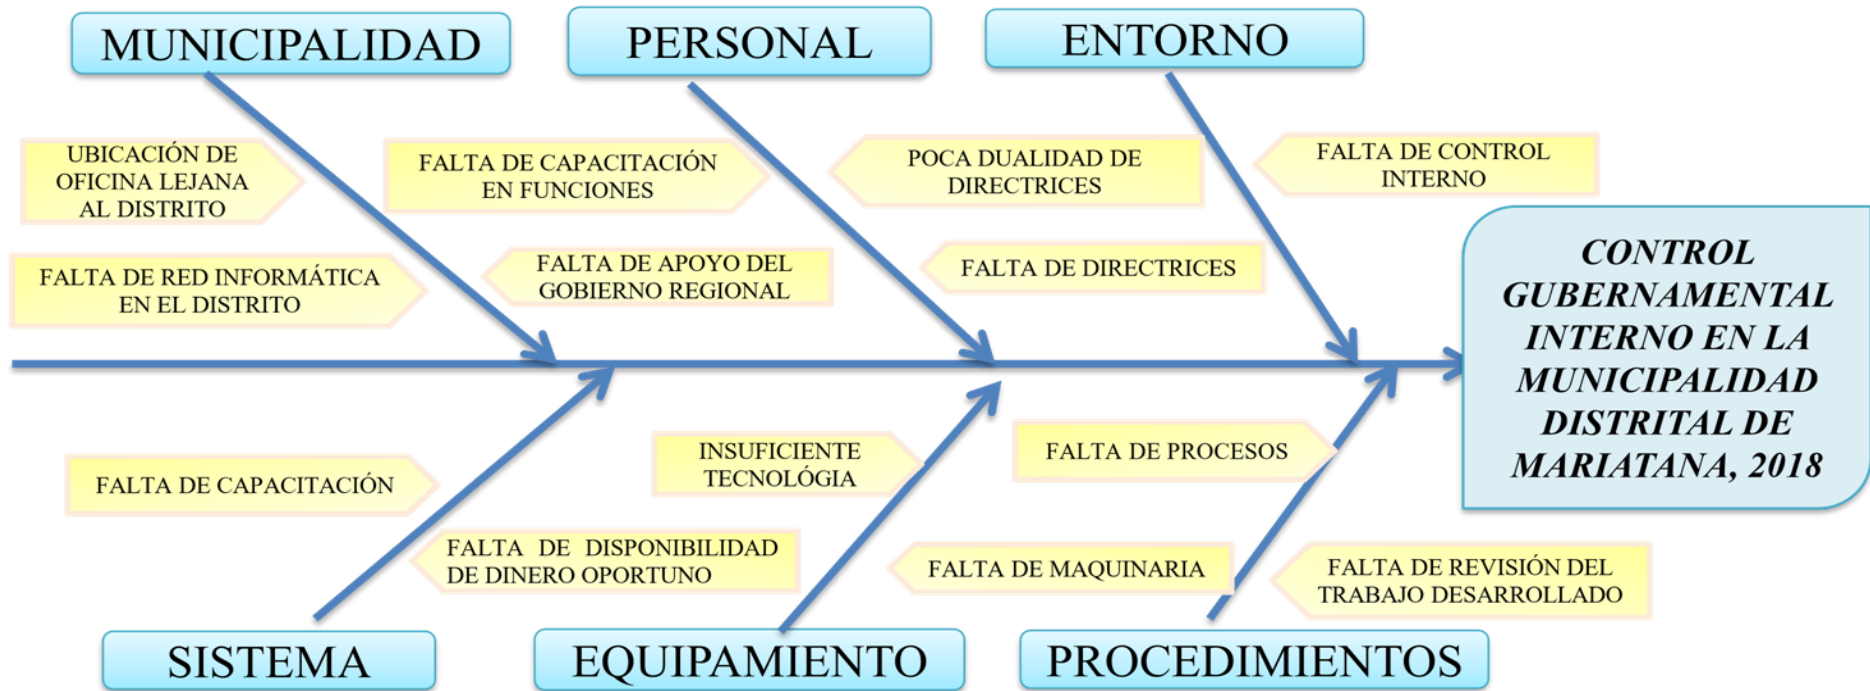 MUNICIPALIDAD
PERSONAL
ENTORNO
UBICACIÓN DE
OFICINA LEJANA
AL DISTRITO
FALTA DE CAPACITACIÓN
EN FUNCIONES
POCA DUALIDAD DE
DIRECTRICES
FALTA DE CONTROL
INTERNO
FALTA DE RED INFORMÁTICA
EN EL DISTRITO
FALTA DE APOYO DEL
GOBIERNO REGIONAL
FALTA DE DIRECTRICES
CONTROL
GUBERNAMENTAL
INTERNO EN LA
MUNICIPALIDAD
DISTRITAL DE
MARIATANA, 2018
FALTA DE CAPACITACIÓN
INSUFICIENTE
TECNOLÓGIA
FALTA DE PROCESOS
FALTA DE DISPONIBILIDAD
DE DINERO OPORTUNO
FALTA DE MAQUINARIA
FALTA DE REVISIÓN DEL
TRABAJO DESARROLLADO
SISTEMA
EQUIPAMIENTO
PROCEDIMIENTOS